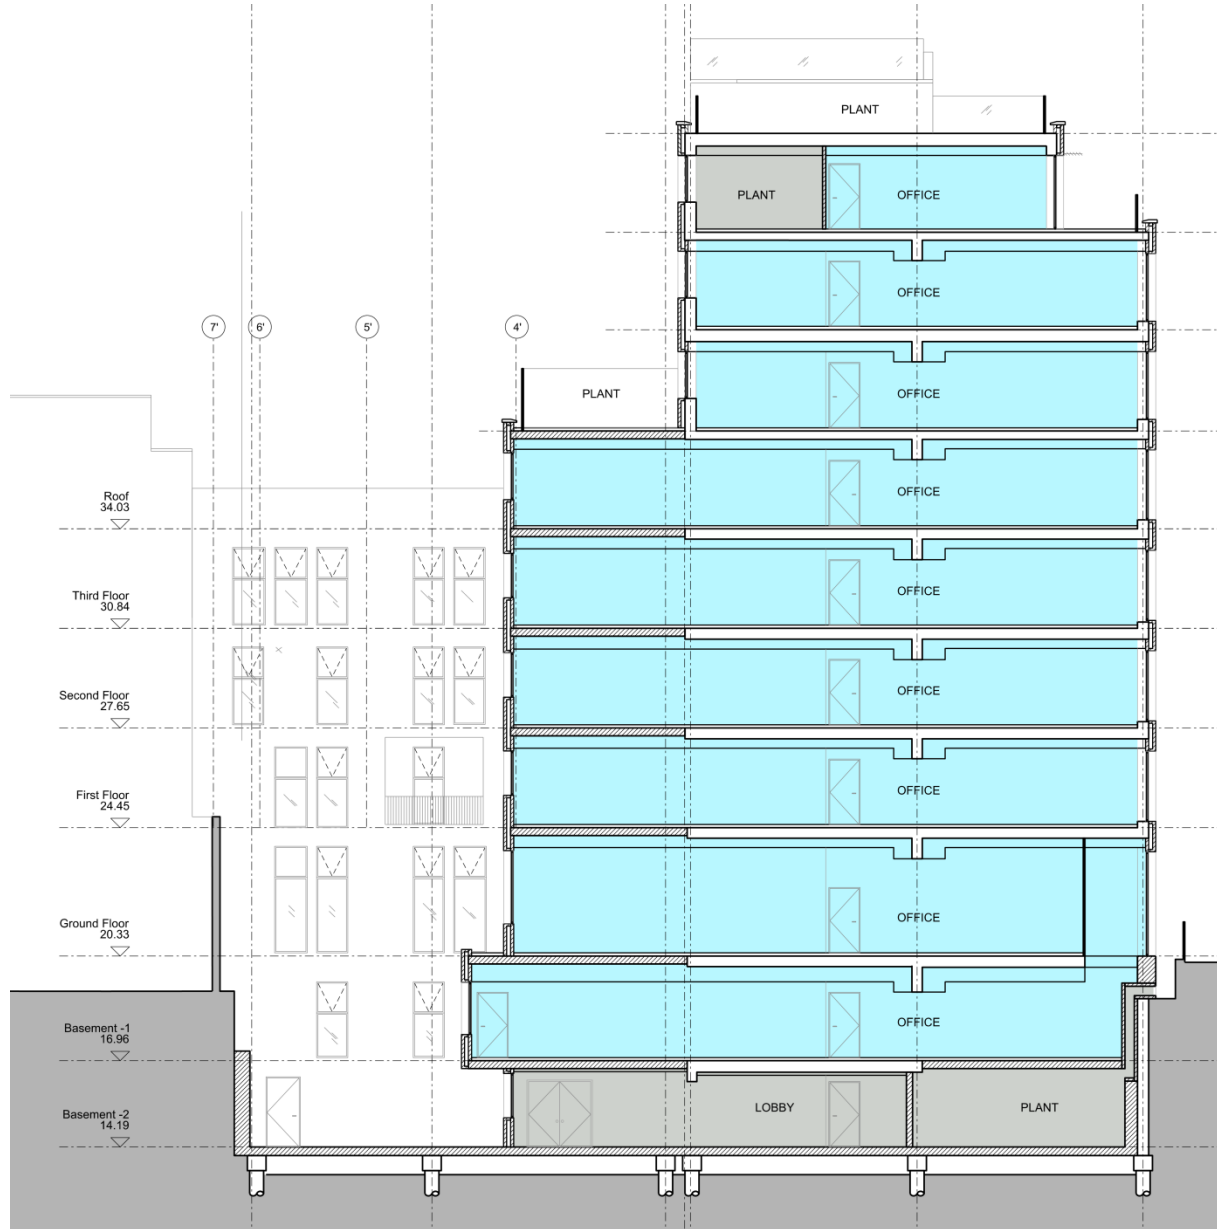 PLANT
PLANT
OFFICE
OFFICE
7'
6'
5'
4'
PLANT
OFFICE
Roof
34.03
OFFICE
Third Floor
30.84
OFFICE
Second Floor
27.65
OFFICE
First Floor
24.45
OFFICE
Ground Floor
20.33
OFFICE
Basement -1
16.96
OFFICE
Basement -2
14.19
LOBBY
PLANT